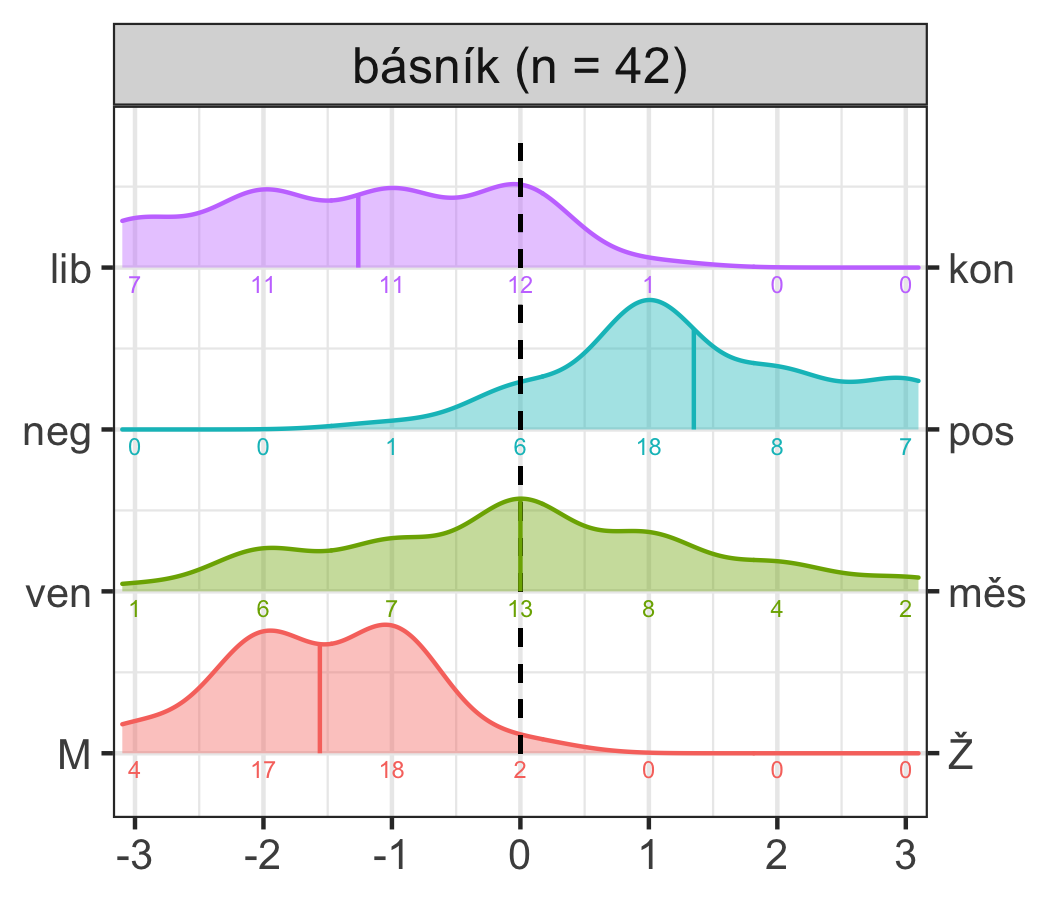 básník (n = 42)
lib kon
7 11 11 12 1 0 0
neg pos
0 0 1 6 18 8 7
ven měs
1 6 7 13 8 4 2
M Ž
4 17 18 2 0 0 0
-3 -2 -1 0 1 2 3